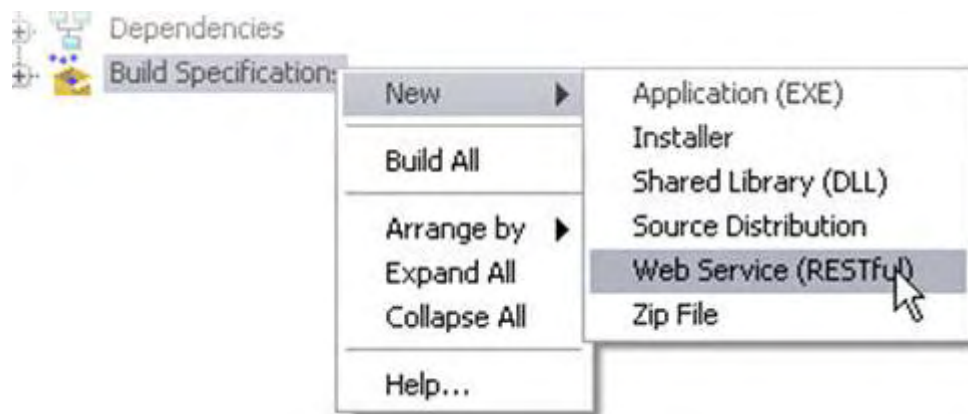 Dependencies
Build Specification
New
Build All
Arrange by
Expand All
Collapse All
Help...
Application (EXE)
Installer
Shared Library (DLL)
Source Distribution
Web Service (RESTful)
Zip File